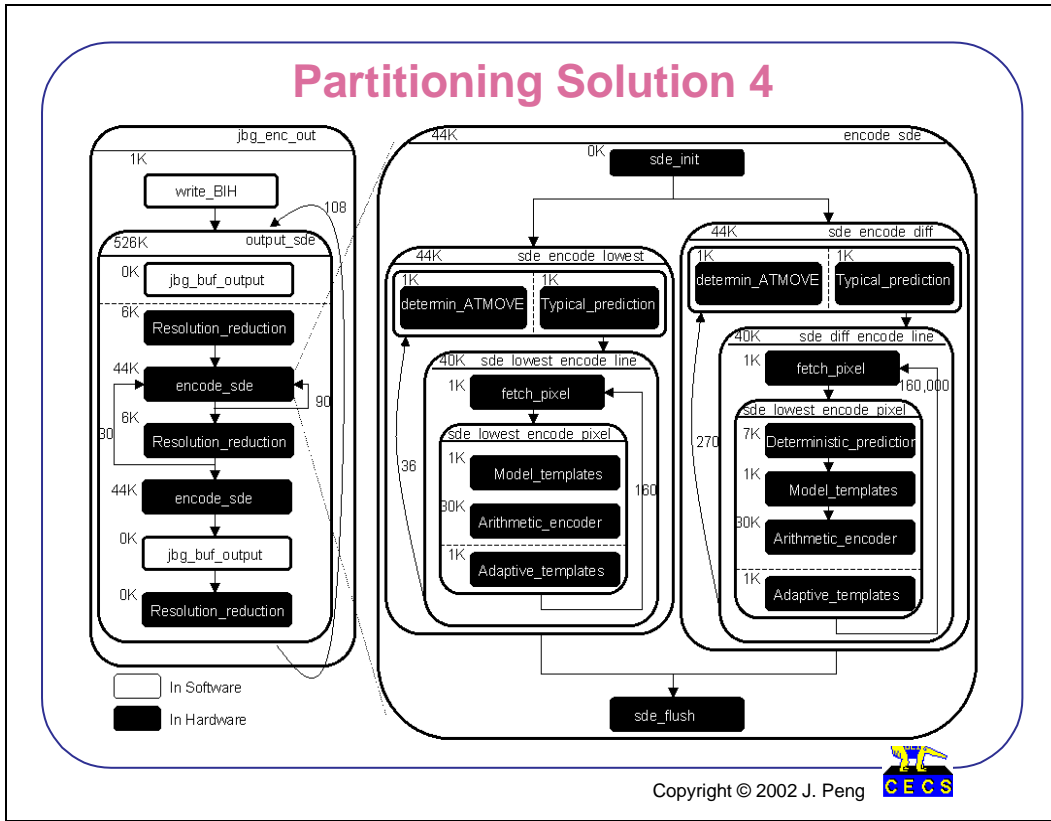 Partitioning Solution 4
jbg_enc_out
1K
write_BIH
108
526K
output_sde
0K
jbg_buf_output
6K
Resolution_reduction
44K
encode_sde
90
6K
30
Resolution_reduction
44K
encode_sde
0K
jbg_buf_output
0K
Resolution_reduction
In Software
In Hardware
44K
encode_sde
0K
sde_init
44K
sde_encode_lowest
1K
determin_ATMOVE
1K
Typical_prediction
40K
sde_lowest_encode_line
1K
fetch_pixel
sde_lowest_encode_pixel
36
1K
Model_templates
160
30K
Arithmetic_encoder
1K
Adaptive_templates
44K
sde_encode_diff
1K
determin_ATMOVE
1K
Typical_prediction
40K
sde_diff_encode_line
1K
fetch_pixel
160,000
sde_lowest_encode_pixel
270
7K
Deterministic_prediction
1K
Model_templates
30K
Arithmetic_encoder
1K
Adaptive_templates
sde_flush
Copyright © 2002 J. Peng
CECS